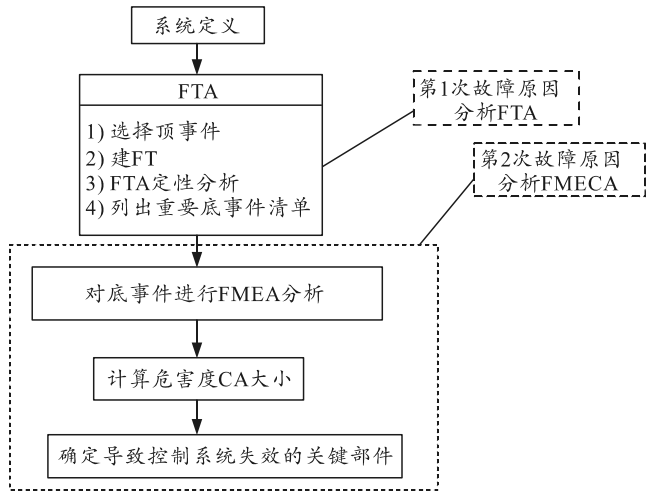 系统定义
FTA
1) 选择顶事件
2) 建FT
3) FTA定性分析
4) 列出重要底事件清单
第1次故障原因
分析FTA
第2次故障原因
分析FMECA
对底事件进行FMEA分析
计算危害度CA大小
确定导致控制系统失效的关键部件